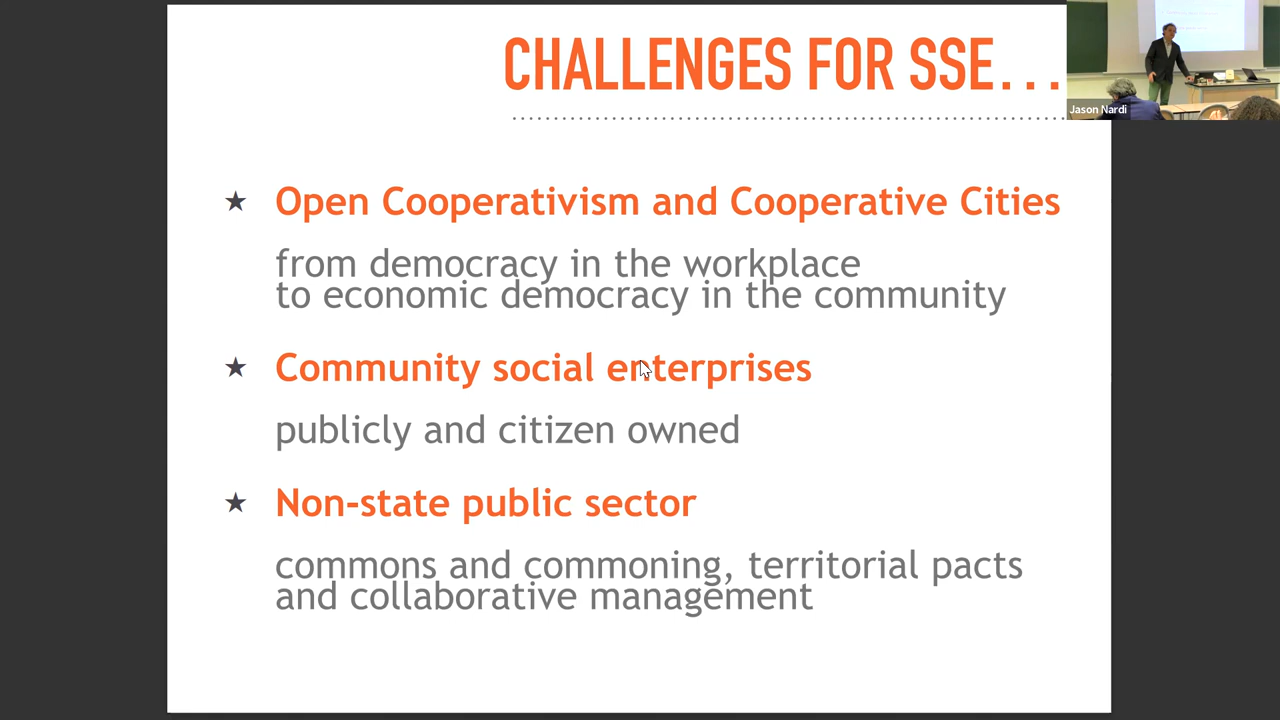 CHALLENGES FOR SSE...
Jason Nardi
★ Open Cooperativism and Cooperative Cities
from democracy in the workplace
to economic democracy in the community
★ Community social enterprises
publicly and citizen owned
★ Non-state public sector
commons and commoning, territorial pacts
and collaborative management